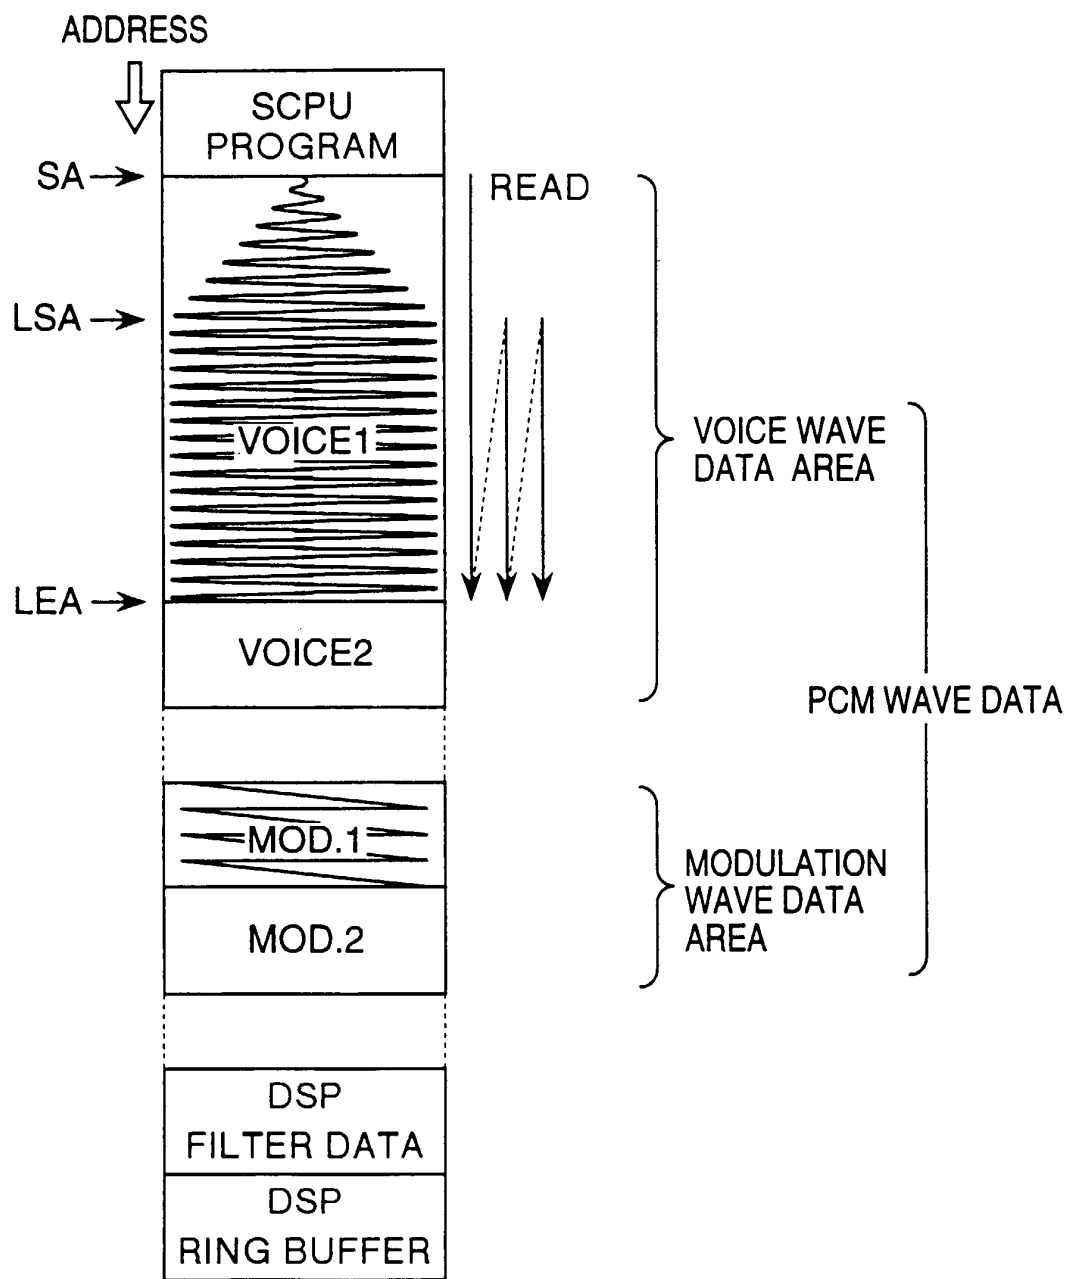 ADDRESS
SCPU
PROGRAM
SA
READ
LSA
VOICE1
VOICE WAVE
DATA AREA
LEA
VOICE2
PCM WAVE DATA
MOD.1
MODULATION
WAVE DATA
AREA
MOD.2
DSP
FILTER DATA
DSP
RING BUFFER